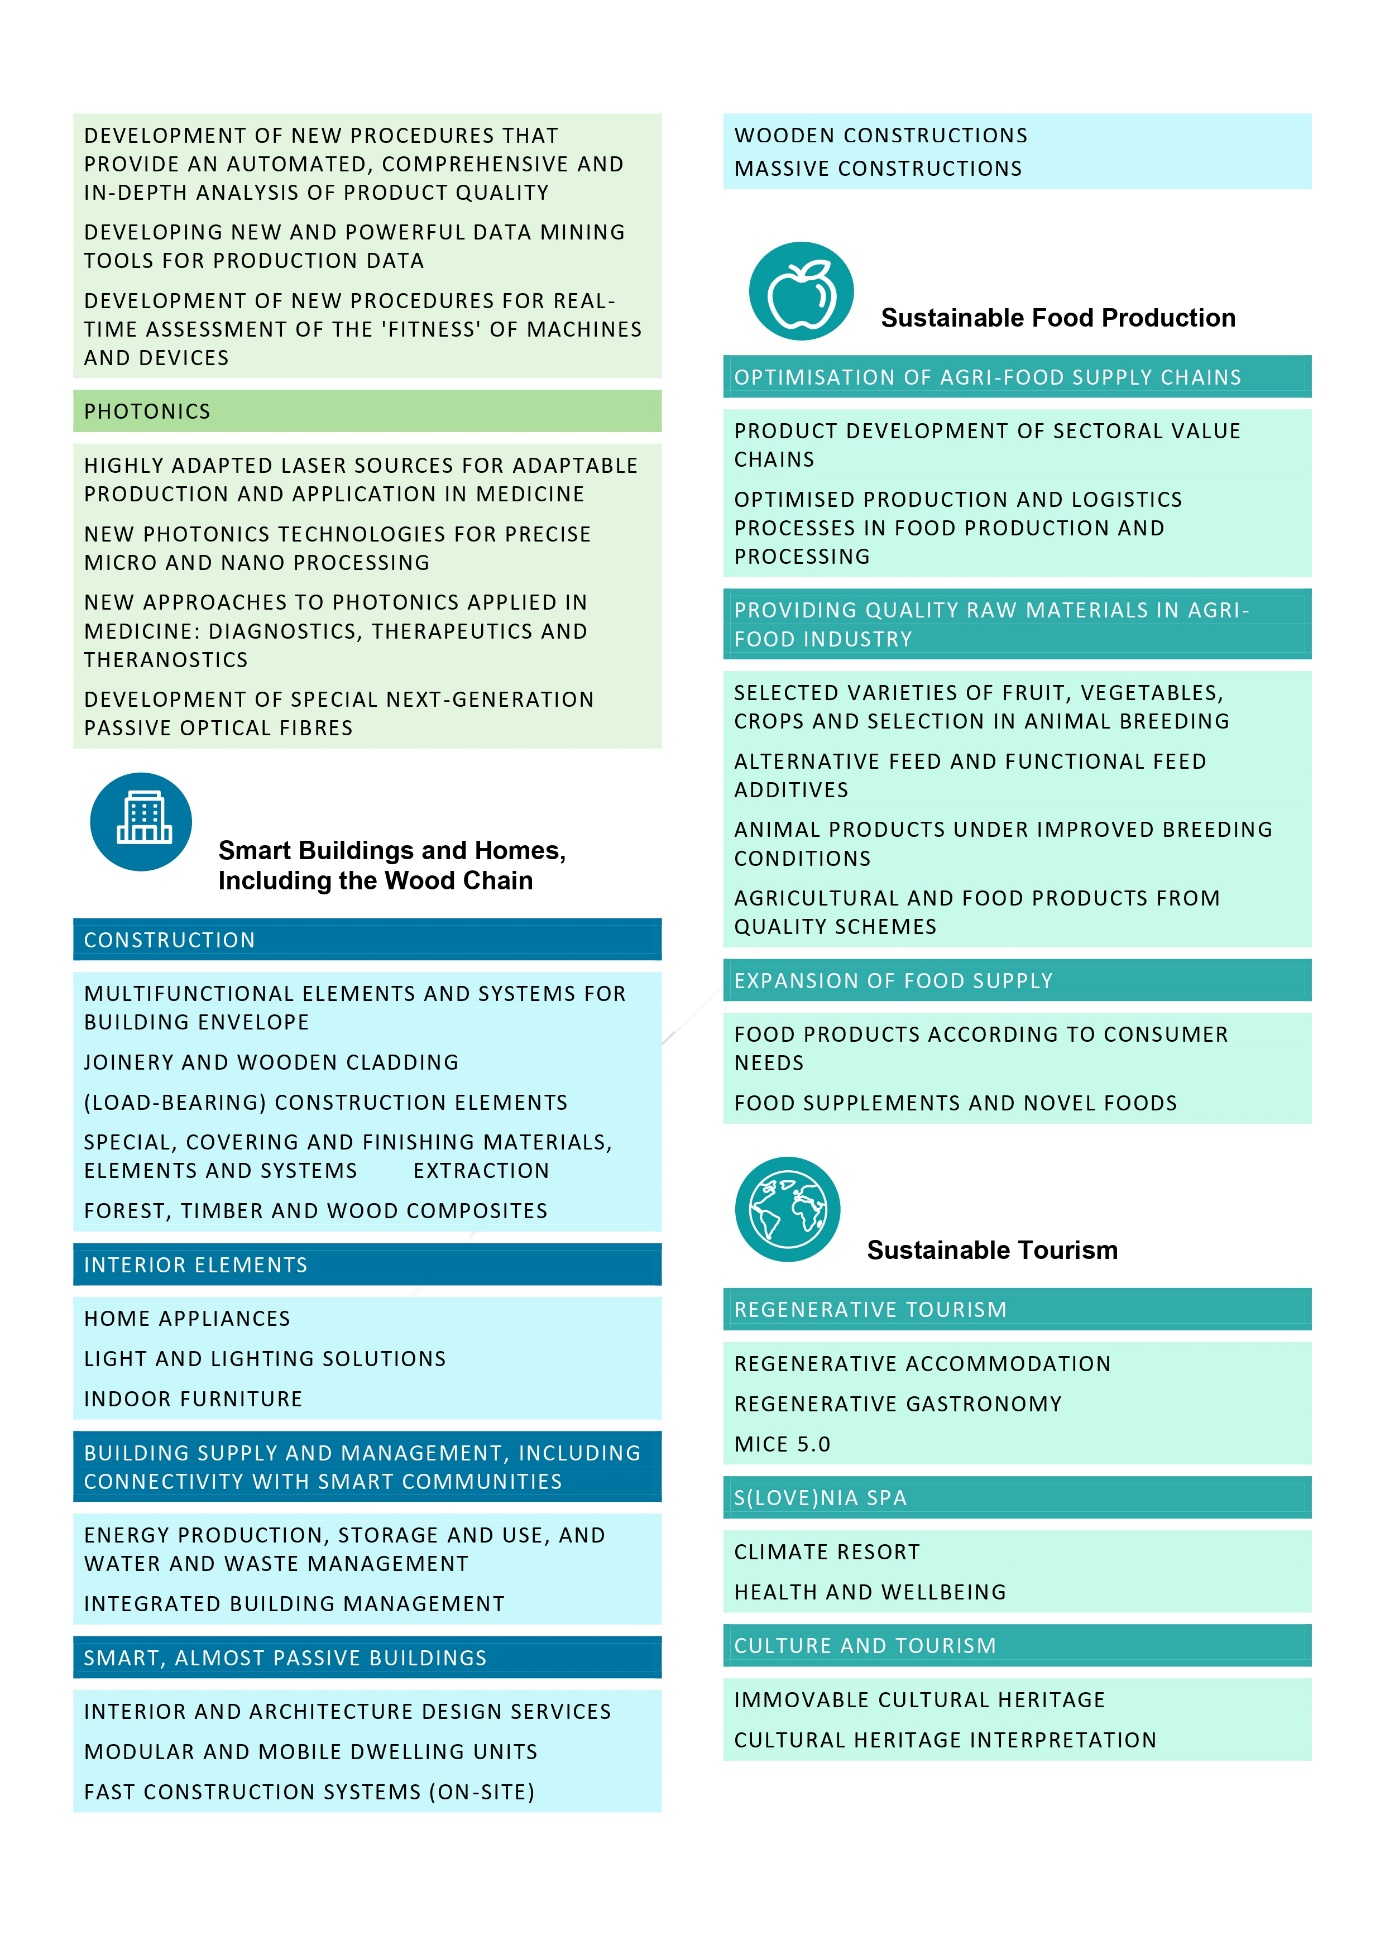 DEVELOPMENT OF NEW PROCEDURES THAT
PROVIDE AN AUTOMATED, COMPREHENSIVE AND
IN-DEPTH ANALYSIS OF PRODUCT QUALITY
DEVELOPING NEW AND POWERFUL DATA MINING
TOOLS FOR PRODUCTION DATA
DEVELOPMENT OF NEW PROCEDURES FOR REAL-
TIME ASSESSMENT OF THE 'FITNESS' OF MACHINES
AND DEVICES
PHOTONICS
HIGHLY ADAPTED LASER SOURCES FOR ADAPTABLE
PRODUCTION AND APPLICATION IN MEDICINE
NEW PHOTONICS TECHNOLOGIES FOR PRECISE
MICRO AND NANO PROCESSING
NEW APPROACHES TO PHOTONICS APPLIED IN
MEDICINE: DIAGNOSTICS, THERAPEUTICS AND
THERANOSTICS
DEVELOPMENT OF SPECIAL NEXT-GENERATION
PASSIVE OPTICAL FIBRES
Smart Buildings and Homes,
Including the Wood Chain
CONSTRUCTION
MULTIFUNCTIONAL ELEMENTS AND SYSTEMS FOR
BUILDING ENVELOPE
JOINERY AND WOODEN CLADDING
(LOAD-BEARING) CONSTRUCTION ELEMENTS
SPECIAL, COVERING AND FINISHING MATERIALS,
ELEMENTS AND SYSTEMS EXTRACTION
FOREST, TIMBER AND WOOD COMPOSITES
INTERIOR ELEMENTS
HOME APPLIANCES
LIGHT AND LIGHTING SOLUTIONS
INDOOR FURNITURE
BUILDING SUPPLY AND MANAGEMENT, INCLUDING
CONNECTIVITY WITH SMART COMMUNITIES
ENERGY PRODUCTION, STORAGE AND USE, AND
WATER AND WASTE MANAGEMENT
INTEGRATED BUILDING MANAGEMENT
SMART, ALMOST PASSIVE BUILDINGS
INTERIOR AND ARCHITECTURE DESIGN SERVICES
MODULAR AND MOBILE DWELLING UNITS
FAST CONSTRUCTION SYSTEMS (ON-SITE)
WOODEN CONSTRUCTIONS
MASSIVE CONSTRUCTIONS
Sustainable Food Production
OPTIMISATION OF AGRI-FOOD SUPPLY CHAINS
PRODUCT DEVELOPMENT OF SECTORAL VALUE
CHAINS
OPTIMISED PRODUCTION AND LOGISTICS
PROCESSES IN FOOD PRODUCTION AND
PROCESSING
PROVIDING QUALITY RAW MATERIALS IN AGRI-
FOOD INDUSTRY
SELECTED VARIETIES OF FRUIT, VEGETABLES,
CROPS AND SELECTION IN ANIMAL BREEDING
ALTERNATIVE FEED AND FUNCTIONAL FEED
ADDITIVES
ANIMAL PRODUCTS UNDER IMPROVED BREEDING
CONDITIONS
AGRICULTURAL AND FOOD PRODUCTS FROM
QUALITY SCHEMES
EXPANSION OF FOOD SUPPLY
FOOD PRODUCTS ACCORDING TO CONSUMER
NEEDS
FOOD SUPPLEMENTS AND NOVEL FOODS
Sustainable Tourism
REGENERATIVE TOURISM
REGENERATIVE ACCOMMODATION
REGENERATIVE GASTRONOMY
MICE 5.0
S(LOVE)NIA SPA
CLIMATE RESORT
HEALTH AND WELLBEING
CULTURE AND TOURISM
IMMOVABLE CULTURAL HERITAGE
CULTURAL HERITAGE INTERPRETATION